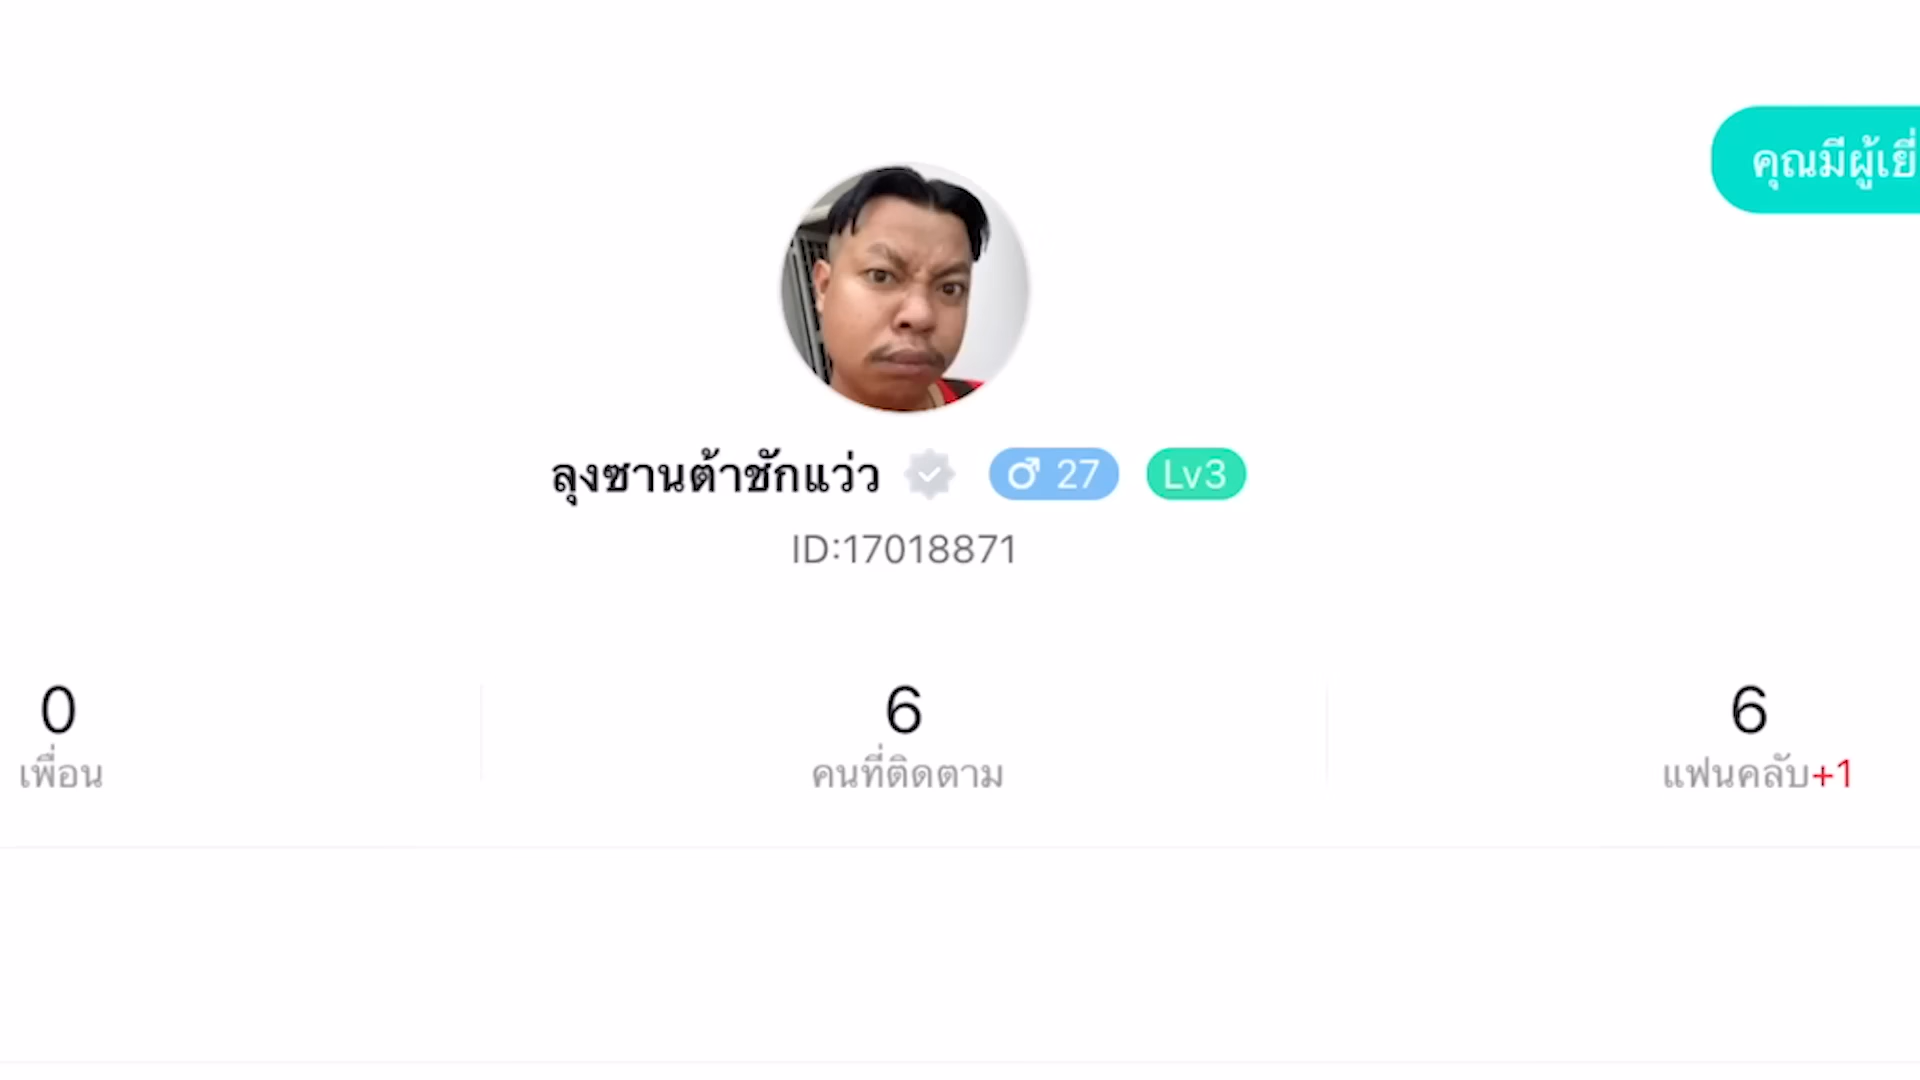 คุณมีผู้เยี่
ลุงซานต้าชักแว่ว ♂ 27 Lv3
ID:17018871
0 6 6
เพื่อน คนที่ติดตาม แฟนคลับ+1